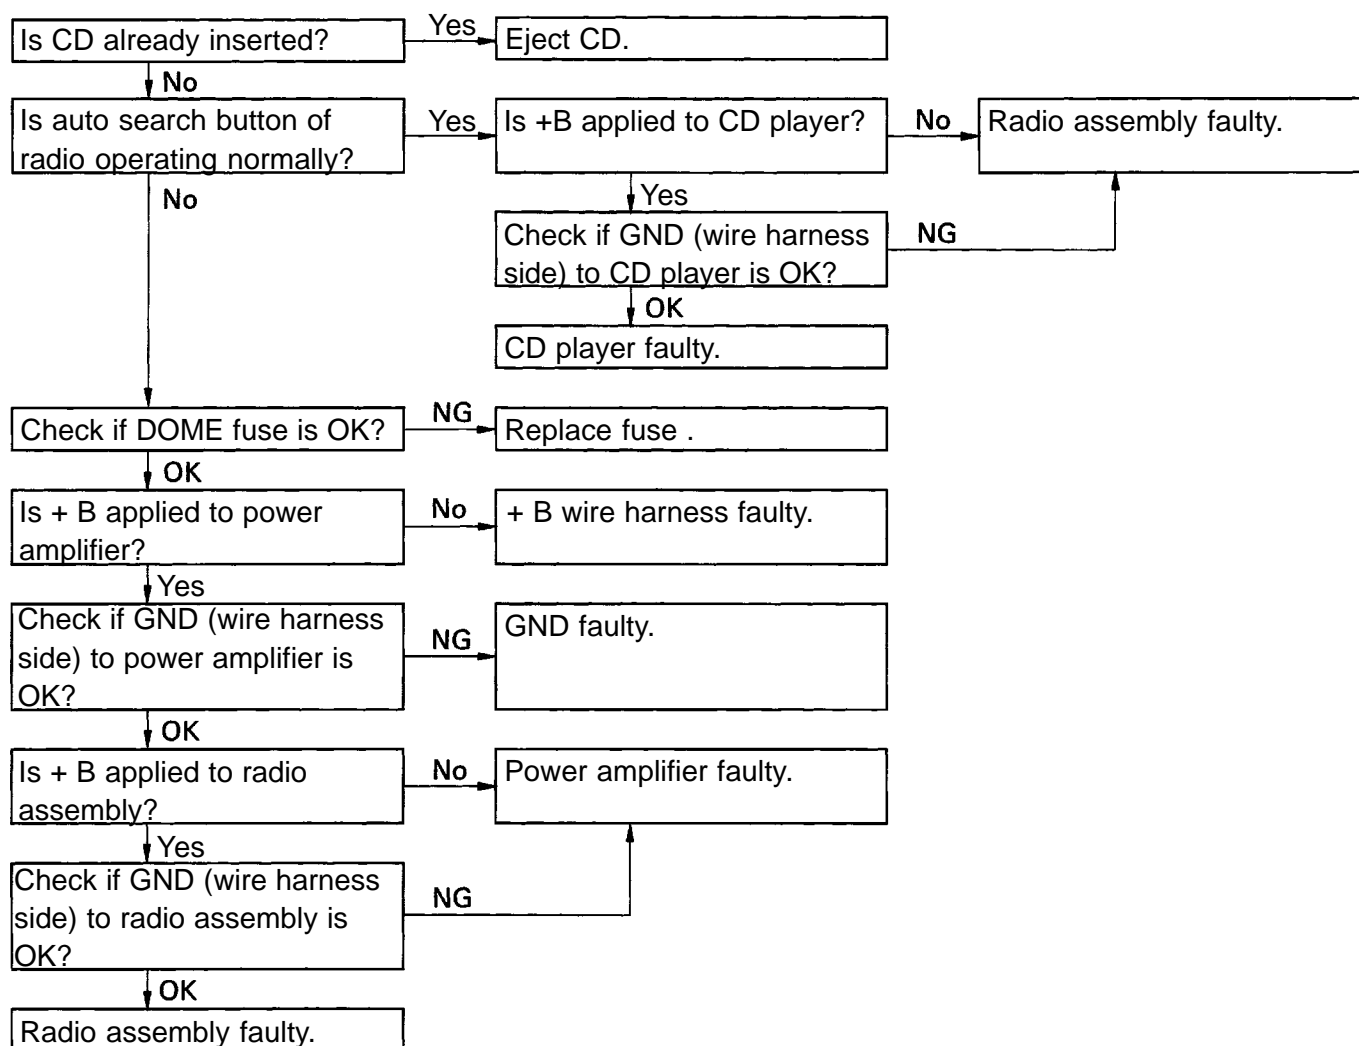 Is CD already inserted?
Yes
Eject CD.
No
Is auto search button of
radio operating normally?
Yes
Is +B applied to CD player?
No
Radio assembly faulty.
No
Yes
Check if GND (wire harness
side) to CD player is OK?
NG
OK
CD player faulty.
Check if DOME fuse is OK?
NG
Replace fuse .
OK
Is + B applied to power
amplifier?
No
+ B wire harness faulty.
Yes
Check if GND (wire harness
side) to power amplifier is
OK?
NG
GND faulty.
OK
Is + B applied to radio
assembly?
No
Power amplifier faulty.
Yes
Check if GND (wire harness
side) to radio assembly is
OK?
NG
OK
Radio assembly faulty.